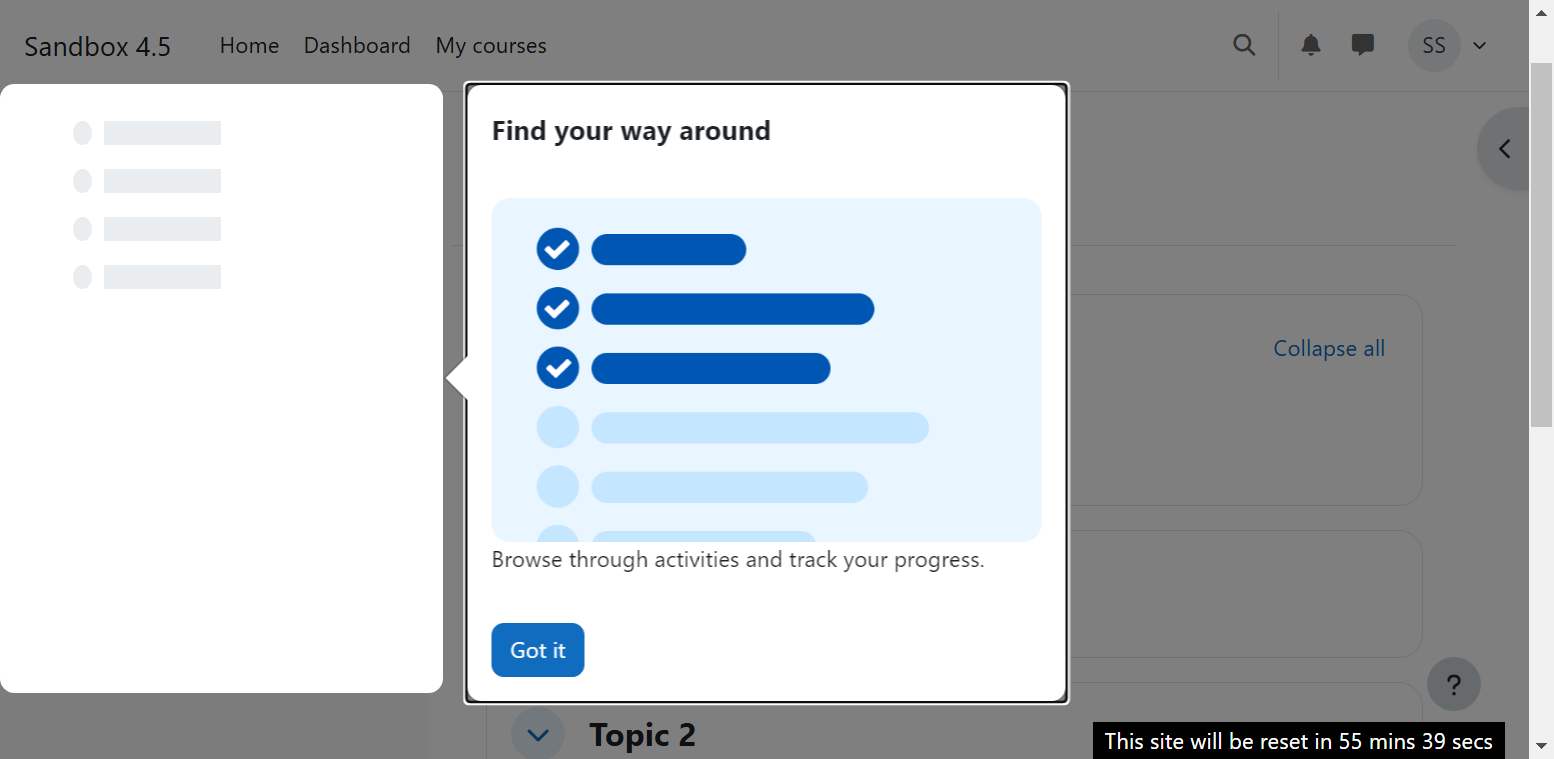 Sandbox 4.5
Home
Dashboard
My courses
SS
Find your way around
Collapse all
Browse through activities and track your progress.
Got it
?
Topic 2
This site will be reset in 55 mins 39 secs